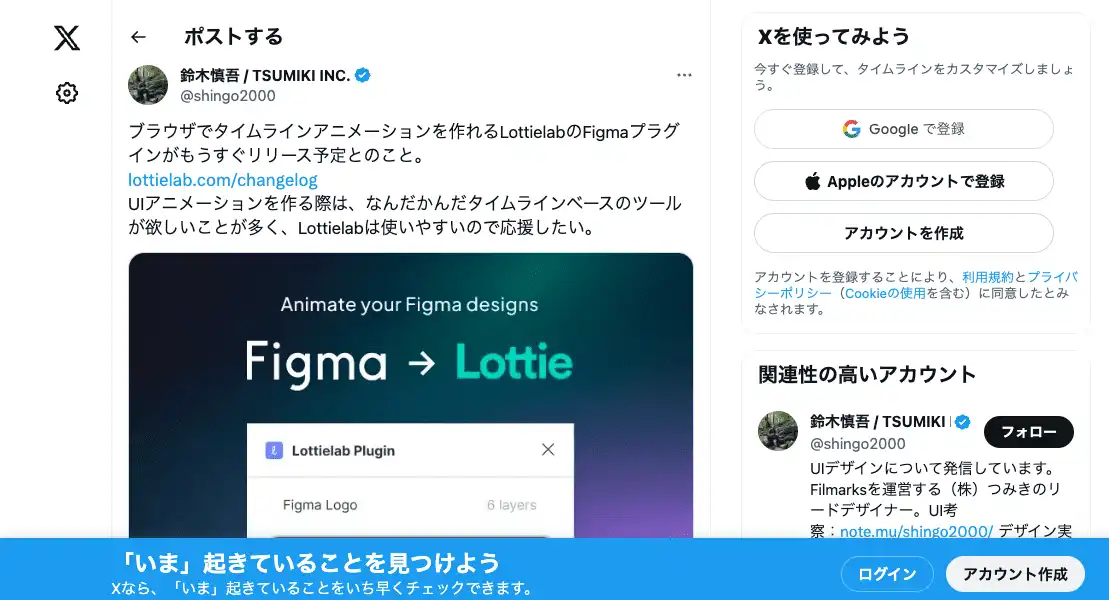 ポストする
鈴木慎吾 / TSUMIKI INC.
@shingo2000
ブラウザでタイムラインアニメーションを作れるLottielabのFigmaプラグ
インがもうすぐリリース予定とのこと。
lottielab.com/changelog
UIアニメーションを作る際は、なんだかんだタイムラインベースのツール
が欲しいことが多く、Lottielabは使いやすいので応援したい。
Animate your Figma designs
Figma → Lottie
Lottielab Plugin
Figma Logo
6 layers
Xを使ってみよう
今すぐ登録して、タイムラインをカスタマイズしましょ
う。
Google で登録
Appleのアカウントで登録
アカウントを作成
アカウントを登録することにより、利用規約とプライバ
シーポリシー（Cookieの使用を含む）に同意したとみ
なされます。
関連性の高いアカウント
鈴木慎吾 / TSUMIKI
@shingo2000
フォロー
UIデザインについて発信しています。
Filmarksを運営する（株）つみきのリ
ードデザイナー。UI考
察：note.mu/shingo2000/ デザイン実
「いま」起きていることを見つけよう
Xなら、「いま」起きていることをいち早くチェックできます。
ログイン
アカウント作成